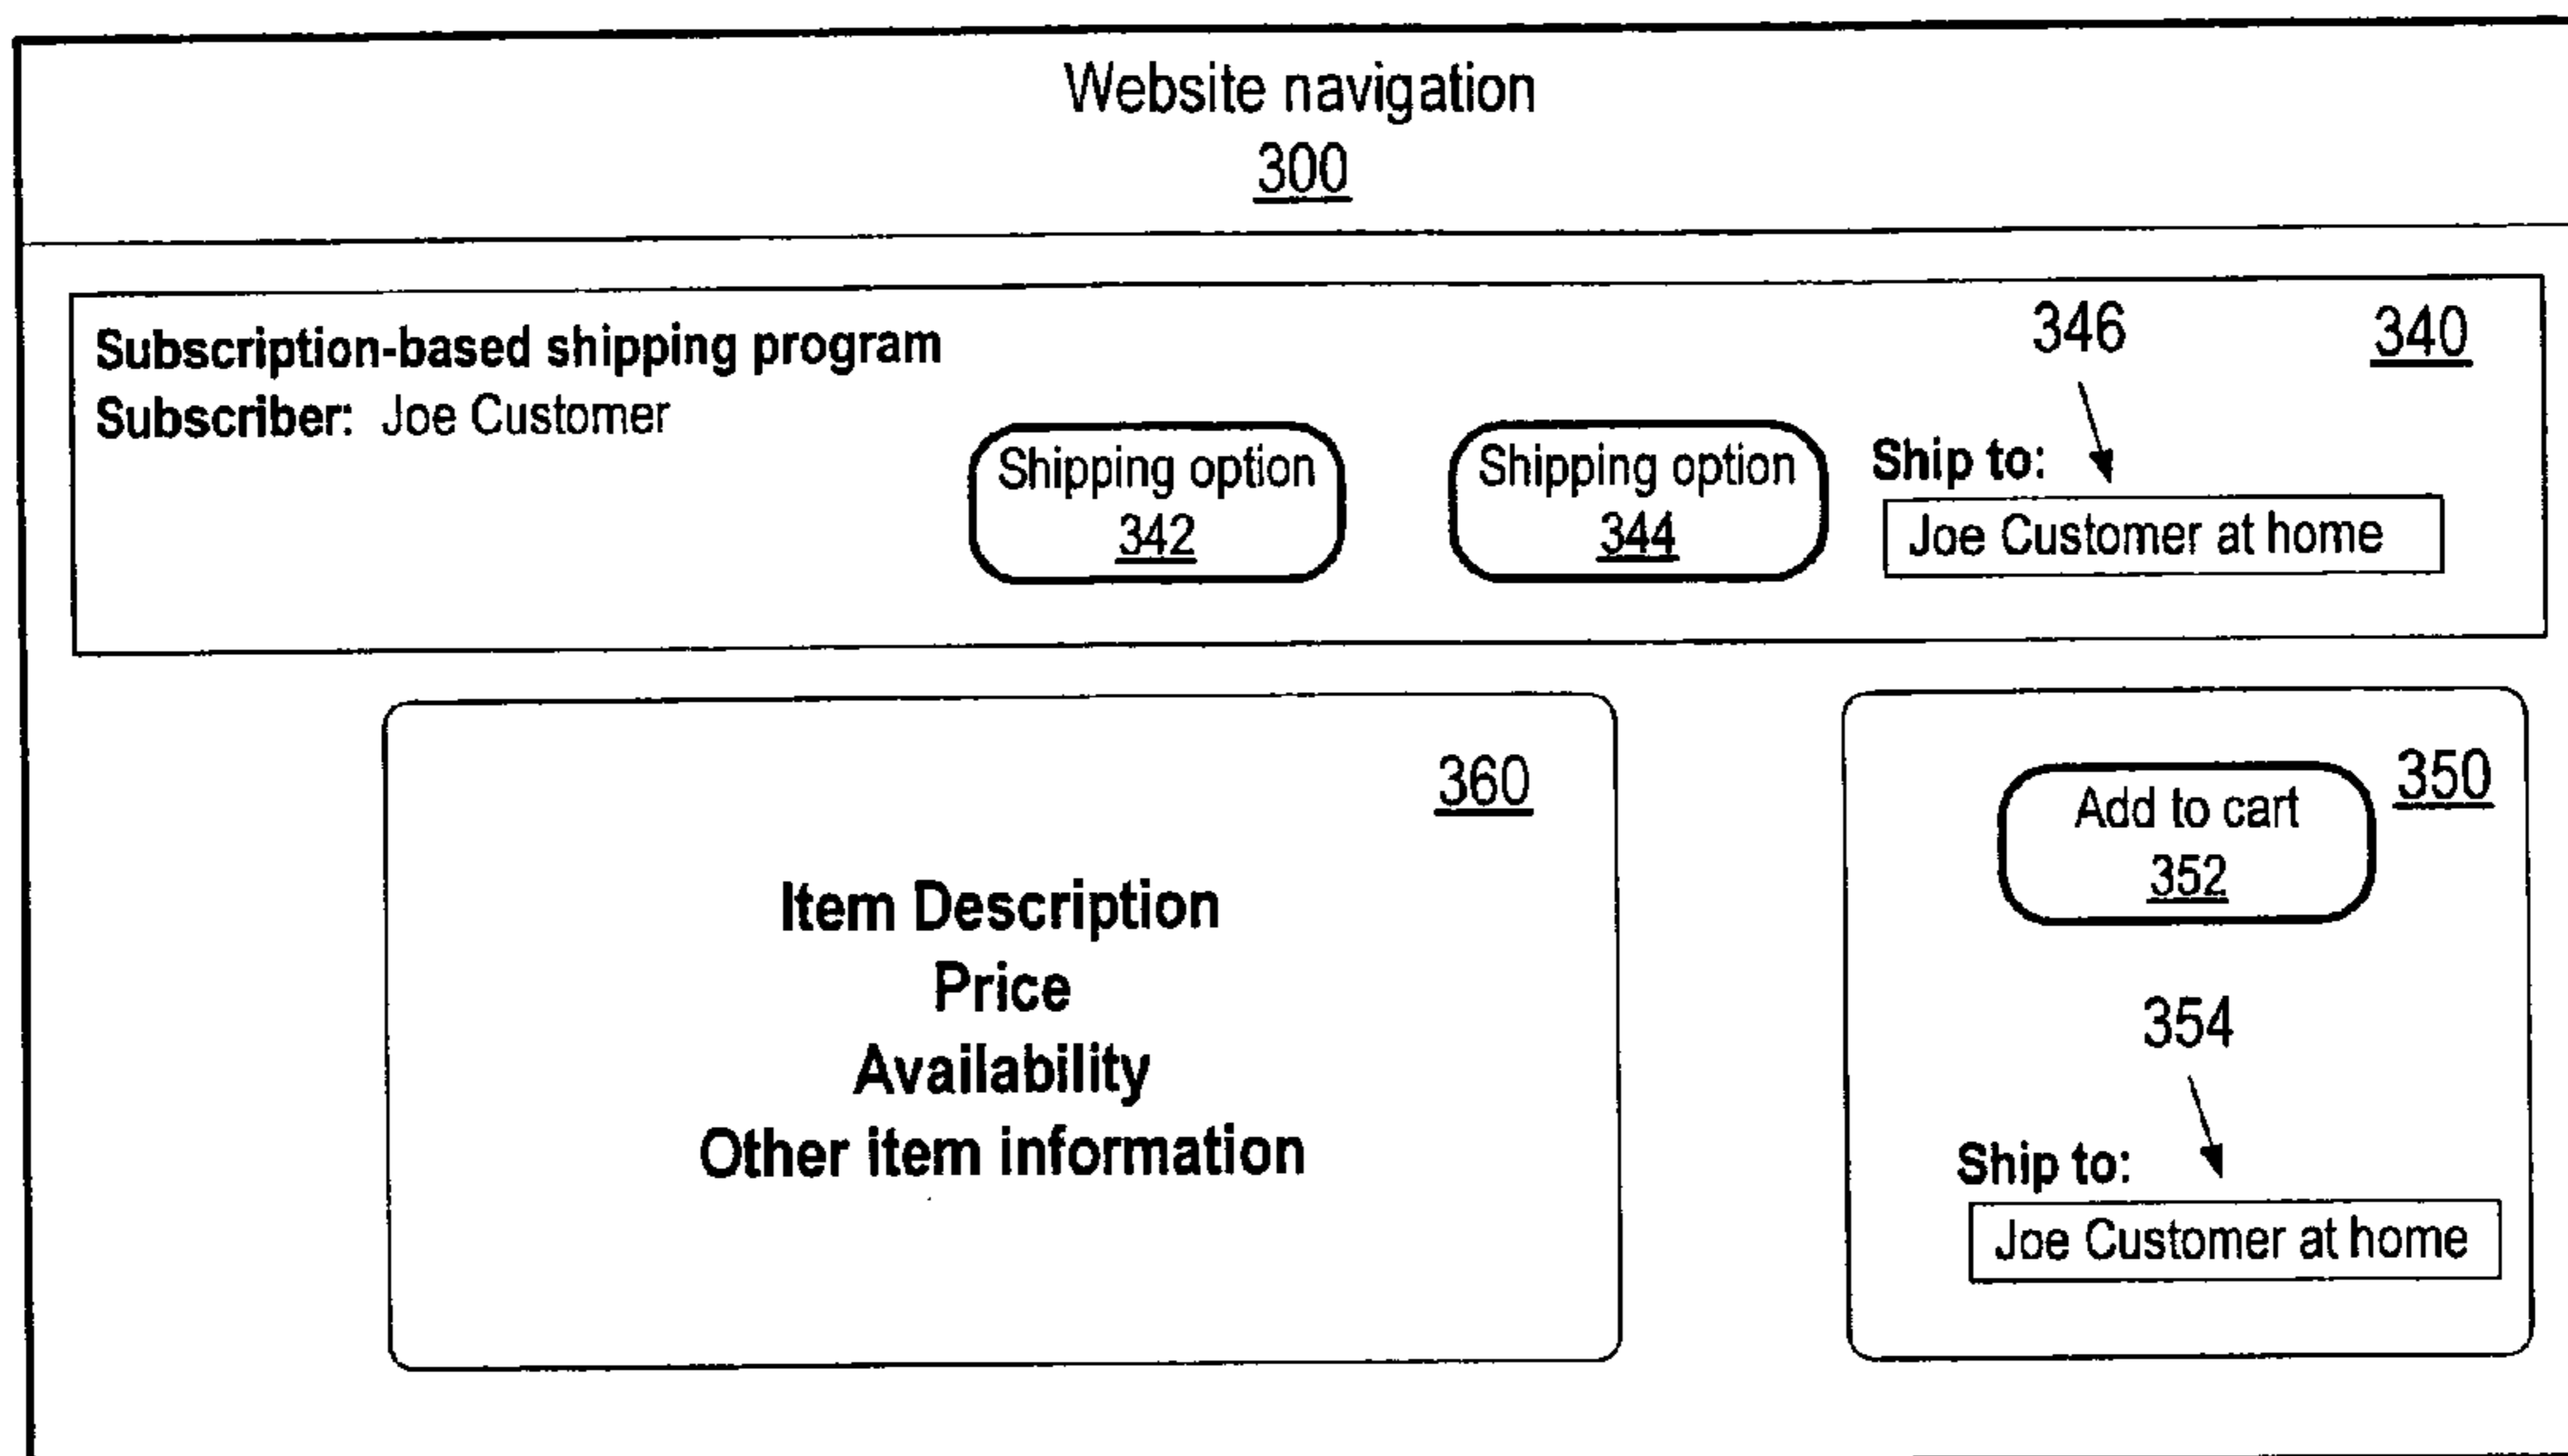 Website navigation
300
Subscription-based shipping program
Subscriber: Joe Customer
346
340
Shipping option
342
Shipping option
344
Ship to:
Joe Customer at home
360
Item Description
Price
Availability
Other item information
350
Add to cart
352
354
Ship to:
Joe Customer at home